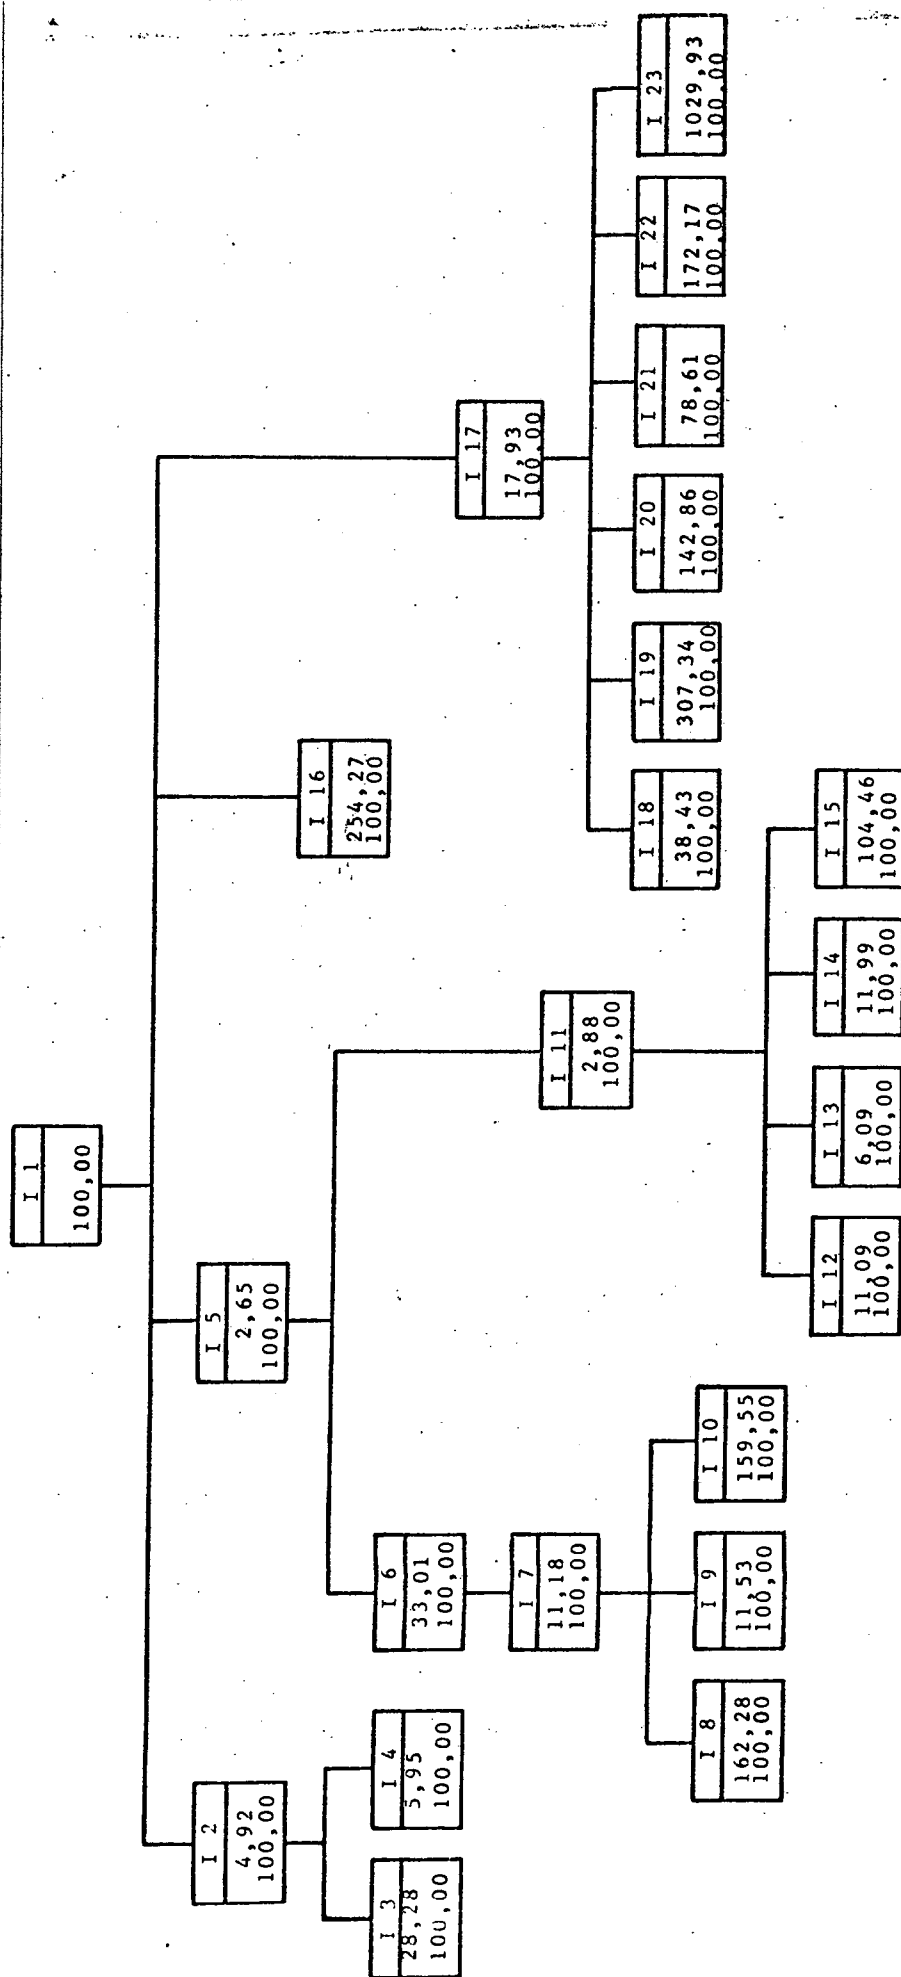 I 1
100,00
I 2
4,92
100,00
I 5
2,65
100,00
I 16
254,27
100,00
I 17
17,93
100,00
I 3
28,28
100,00
I 4
5,95
100,00
I 6
33,01
100,00
I 7
11,18
100,00
I 11
2,88
100,00
I 8
162,28
100,00
I 9
11,53
100,00
I 10
159,55
100,00
I 12
11,09
100,00
I 13
6,09
100,00
I 14
11,99
100,00
I 15
104,46
100,00
I 18
38,43
100,00
I 19
307,34
100,00
I 20
142,86
100,00
I 21
78,61
100,00
I 22
172,17
100,00
I 23
1029,93
100,00